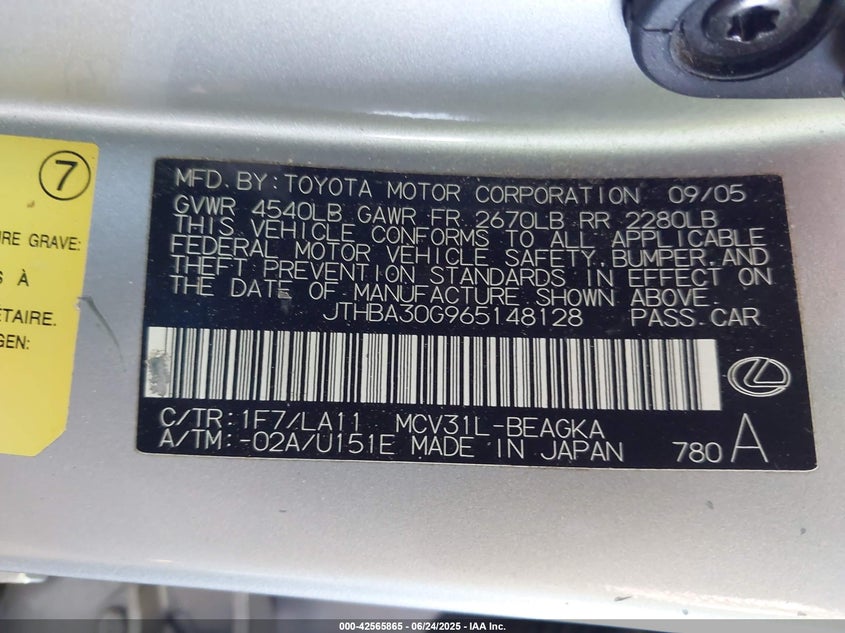 7
URE GRAVE:
S À
ÉTAIRE.
GEN:
MFD. BY: TOYOTA MOTOR CORPORATION 09/05
GVWR 4540LB GAWR FR 2670LB RR 2280LB
THIS VEHICLE CONFORMS TO ALL APPLICABLE
FEDERAL MOTOR VEHICLE SAFETY, BUMPER, AND
THEFT PREVENTION STANDARDS IN EFFECT ON
THE DATE OF MANUFACTURE SHOWN ABOVE.
JTHBA30G965148128 PASS. CAR
C/TR: 1F7/LA11 MCV31L-BEAGKA
A/TM: -02A/U151E MADE IN JAPAN 780 A
000-42565865 - 06/24/2025 - IAA Inc.